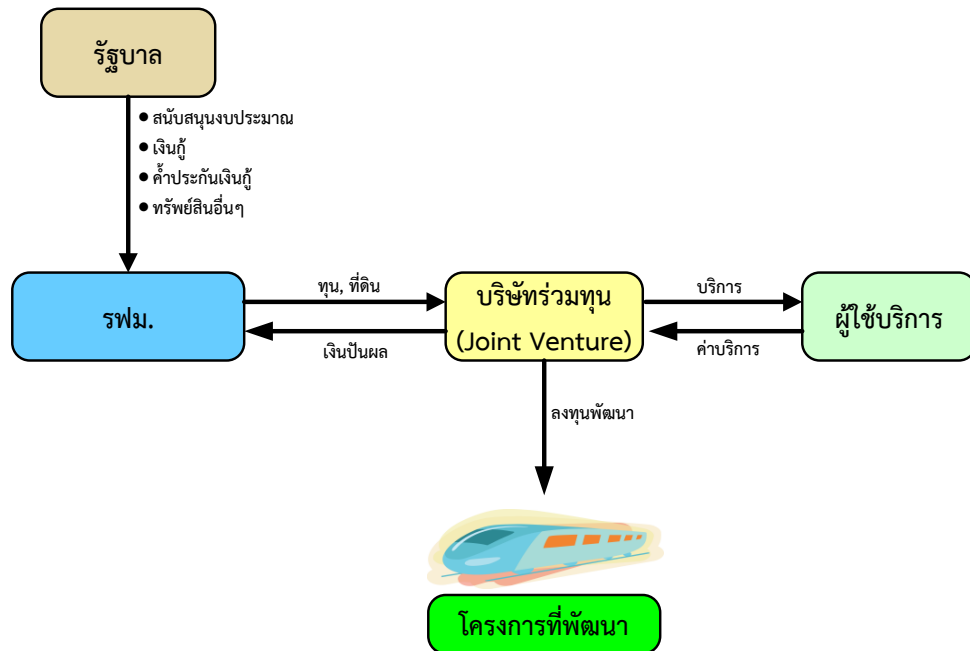 รัฐบาล
● สนับสนุนงบประมาณ
● เงินกู้
● ค้ำประกันเงินกู้
● ทรัพย์สินอื่นๆ
รฟม.
ทุน, ที่ดิน
เงินปันผล
บริษัทร่วมทุน
(Joint Venture)
บริการ
ค่าบริการ
ผู้ใช้บริการ
ลงทุนพัฒนา
โครงการที่พัฒนา